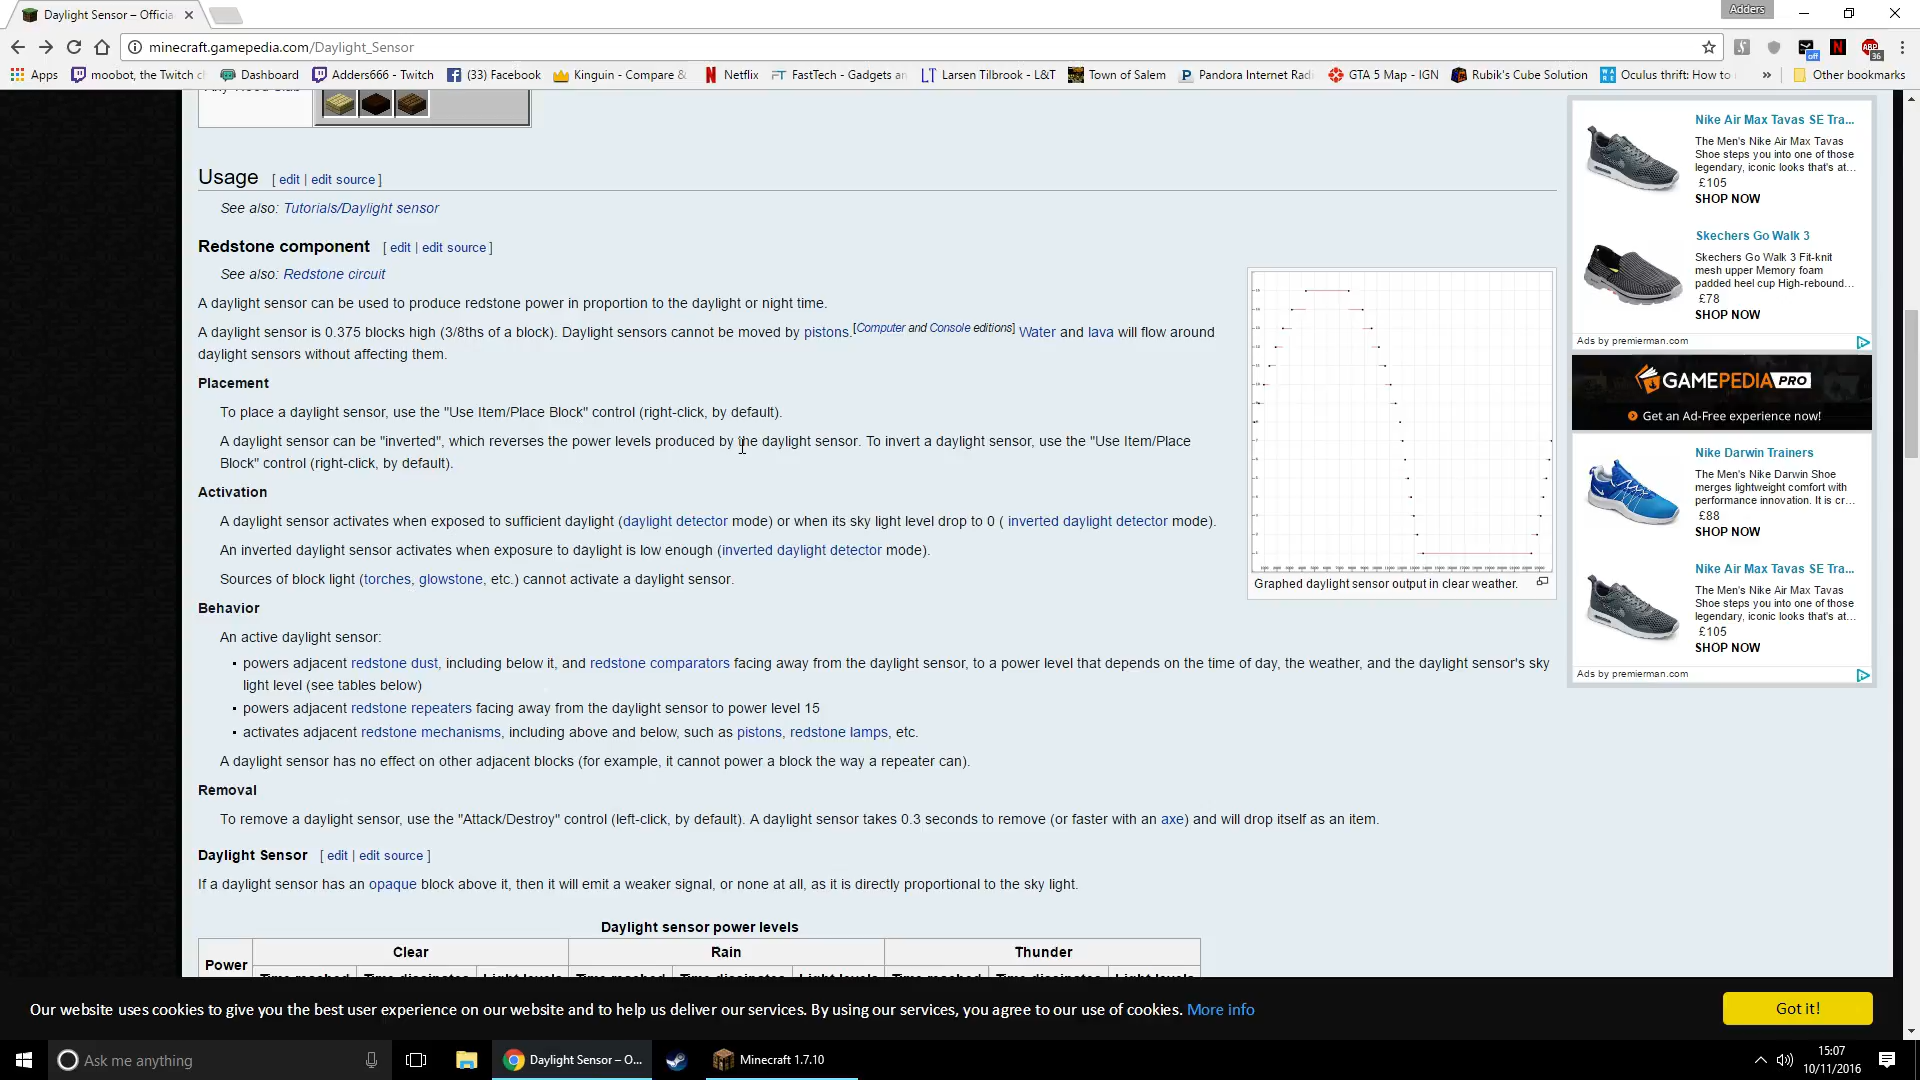 Daylight Sensor – Officia
Adders
minecraft.gamepedia.com/Daylight_Sensor
Apps
moobot, the Twitch c
Dashboard
Adders666 - Twitch
(33) Facebook
Kinguin - Compare &
Netflix
FastTech - Gadgets an
Larsen Tilbrook - L&T
Town of Salem
Pandora Internet Radi
GTA 5 Map - IGN
Rubik's Cube Solution
Oculus thrift: How to
»
Other bookmarks
Usage [ edit | edit source ]
See also: Tutorials/Daylight sensor
Redstone component [ edit | edit source ]
See also: Redstone circuit
A daylight sensor can be used to produce redstone power in proportion to the daylight or night time.
A daylight sensor is 0.375 blocks high (3/8ths of a block). Daylight sensors cannot be moved by pistons.[Computer and Console editions] Water and lava will flow around
daylight sensors without affecting them.
Placement
To place a daylight sensor, use the "Use Item/Place Block" control (right-click, by default).
A daylight sensor can be "inverted", which reverses the power levels produced by the daylight sensor. To invert a daylight sensor, use the "Use Item/Place
Block" control (right-click, by default).
Activation
A daylight sensor activates when exposed to sufficient daylight (daylight detector mode) or when its sky light level drop to 0 ( inverted daylight detector mode).
An inverted daylight sensor activates when exposure to daylight is low enough (inverted daylight detector mode).
Sources of block light (torches, glowstone, etc.) cannot activate a daylight sensor.
Graphed daylight sensor output in clear weather.
Behavior
An active daylight sensor:
▪ powers adjacent redstone dust, including below it, and redstone comparators facing away from the daylight sensor, to a power level that depends on the time of day, the weather, and the daylight sensor's sky
light level (see tables below)
▪ powers adjacent redstone repeaters facing away from the daylight sensor to power level 15
▪ activates adjacent redstone mechanisms, including above and below, such as pistons, redstone lamps, etc.
A daylight sensor has no effect on other adjacent blocks (for example, it cannot power a block the way a repeater can).
Removal
To remove a daylight sensor, use the "Attack/Destroy" control (left-click, by default). A daylight sensor takes 0.3 seconds to remove (or faster with an axe) and will drop itself as an item.
Daylight Sensor [ edit | edit source ]
If a daylight sensor has an opaque block above it, then it will emit a weaker signal, or none at all, as it is directly proportional to the sky light.
Daylight sensor power levels
Power
Clear
Rain
Thunder
Nike Air Max Tavas SE Tra...
The Men's Nike Air Max Tavas
Shoe steps you into one of those
legendary, iconic looks that's at...
£105
SHOP NOW
Skechers Go Walk 3
Skechers Go Walk 3 Fit-knit
mesh upper Memory foam
padded heel cup High-rebound...
£78
SHOP NOW
Ads by premierman.com
GAMEPEDIA PRO
Get an Ad-Free experience now!
Nike Darwin Trainers
The Men's Nike Darwin Shoe
merges lightweight comfort with
performance innovation. It is cr...
£88
SHOP NOW
Nike Air Max Tavas SE Tra...
The Men's Nike Air Max Tavas
Shoe steps you into one of those
legendary, iconic looks that's at...
£105
SHOP NOW
Ads by premierman.com
Our website uses cookies to give you the best user experience on our website and to help us deliver our services. By using our services, you agree to our use of cookies. More info
Got it!
Ask me anything
Daylight Sensor – O...
Minecraft 1.7.10
15:07
10/11/2016